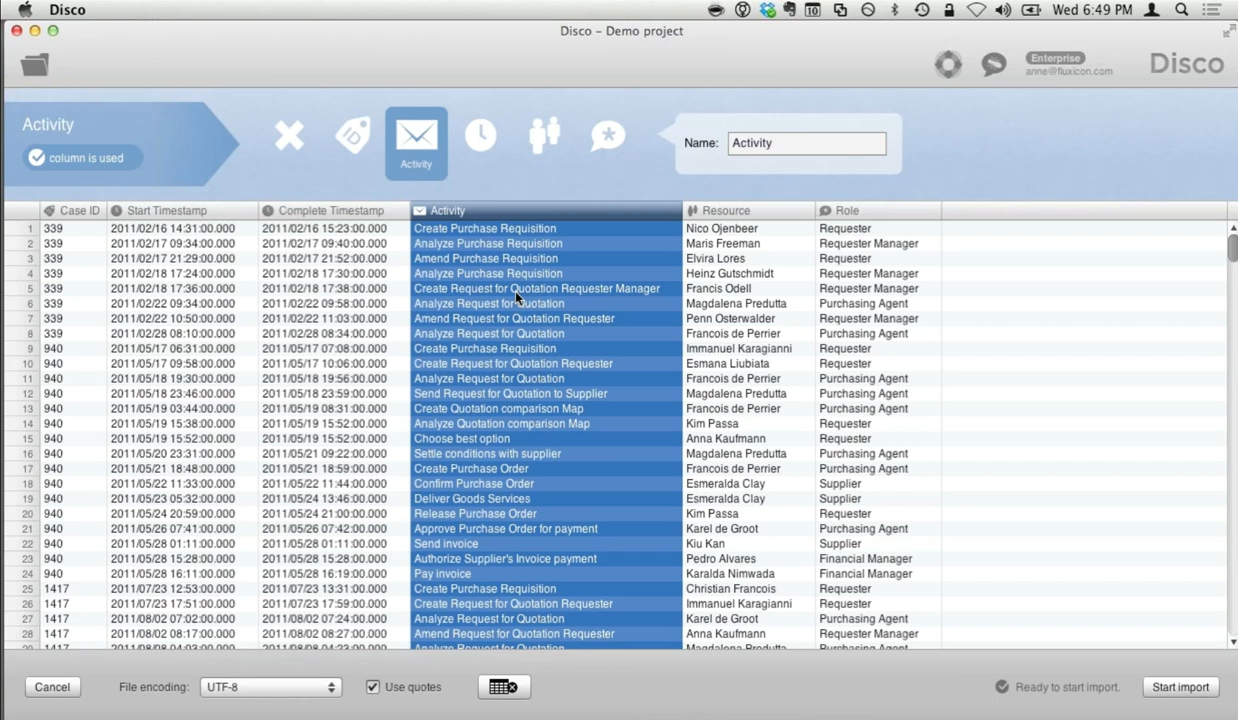 Disco
10
Wed 6:49 PM
Disco – Demo project
Enterprise
anne@fluxicon.com
Disco
Activity
column is used
ID
Activity
Name: Activity
Case ID Start Timestamp Complete Timestamp Activity Resource Role
1 339 2011/02/16 14:31:00.000 2011/02/16 15:23:00.000 Create Purchase Requisition Nico Ojenbeer Requester
2 339 2011/02/17 09:34:00.000 2011/02/17 09:40:00.000 Analyze Purchase Requisition Maris Freeman Requester Manager
3 339 2011/02/17 21:29:00.000 2011/02/17 21:52:00.000 Amend Purchase Requisition Elvira Lores Requester
4 339 2011/02/18 17:24:00.000 2011/02/18 17:30:00.000 Analyze Purchase Requisition Heinz Gutschmidt Requester Manager
5 339 2011/02/18 17:36:00.000 2011/02/18 17:38:00.000 Create Request for Quotation Requester Manager Francis Odell Requester Manager
6 339 2011/02/22 09:34:00.000 2011/02/22 09:58:00.000 Analyze Request for Quotation Magdalena Predutta Purchasing Agent
7 339 2011/02/22 10:50:00.000 2011/02/22 11:03:00.000 Amend Request for Quotation Requester Penn Osterwalder Requester Manager
8 339 2011/02/28 08:10:00.000 2011/02/28 08:34:00.000 Analyze Request for Quotation Francois de Perrier Purchasing Agent
9 940 2011/05/17 06:31:00.000 2011/05/17 07:08:00.000 Create Purchase Requisition Immanuel Karagianni Requester
10 940 2011/05/17 09:58:00.000 2011/05/17 10:06:00.000 Create Request for Quotation Requester Esmana Liubiata Requester
11 940 2011/05/18 19:30:00.000 2011/05/18 19:56:00.000 Analyze Request for Quotation Francois de Perrier Purchasing Agent
12 940 2011/05/18 23:46:00.000 2011/05/18 23:59:00.000 Send Request for Quotation to Supplier Magdalena Predutta Purchasing Agent
13 940 2011/05/19 03:44:00.000 2011/05/19 08:31:00.000 Create Quotation comparison Map Francois de Perrier Purchasing Agent
14 940 2011/05/19 15:38:00.000 2011/05/19 15:52:00.000 Analyze Quotation comparison Map Kim Passa Requester
15 940 2011/05/19 15:52:00.000 2011/05/19 15:52:00.000 Choose best option Anna Kaufmann Requester
16 940 2011/05/20 23:31:00.000 2011/05/21 09:22:00.000 Settle conditions with supplier Magdalena Predutta Purchasing Agent
17 940 2011/05/21 18:48:00.000 2011/05/21 18:59:00.000 Create Purchase Order Francois de Perrier Purchasing Agent
18 940 2011/05/22 11:33:00.000 2011/05/22 11:44:00.000 Confirm Purchase Order Esmeralda Clay Supplier
19 940 2011/05/23 05:32:00.000 2011/05/24 13:46:00.000 Deliver Goods Services Esmeralda Clay Supplier
20 940 2011/05/24 20:59:00.000 2011/05/24 21:00:00.000 Release Purchase Order Kim Passa Requester
21 940 2011/05/26 07:41:00.000 2011/05/26 07:42:00.000 Approve Purchase Order for payment Karel de Groot Purchasing Agent
22 940 2011/05/28 01:11:00.000 2011/05/28 01:11:00.000 Send invoice Kiu Kan Supplier
23 940 2011/05/28 15:28:00.000 2011/05/28 15:28:00.000 Authorize Supplier's Invoice payment Pedro Alvares Financial Manager
24 940 2011/05/28 16:11:00.000 2011/05/28 16:19:00.000 Pay invoice Karalda Nimwada Financial Manager
25 1417 2011/07/23 12:53:00.000 2011/07/23 13:31:00.000 Create Purchase Requisition Christian Francois Requester
26 1417 2011/07/23 17:51:00.000 2011/07/23 17:59:00.000 Create Request for Quotation Requester Immanuel Karagianni Requester
27 1417 2011/08/02 07:02:00.000 2011/08/02 07:24:00.000 Analyze Request for Quotation Karel de Groot Purchasing Agent
28 1417 2011/08/02 08:17:00.000 2011/08/02 08:27:00.000 Amend Request for Quotation Requester Anna Kaufmann Requester Manager
29 1417 Analyze Request for Quotation Magdalena Predutta Purchasing Agent
Cancel File encoding: UTF-8 Use quotes Ready to start import. Start import